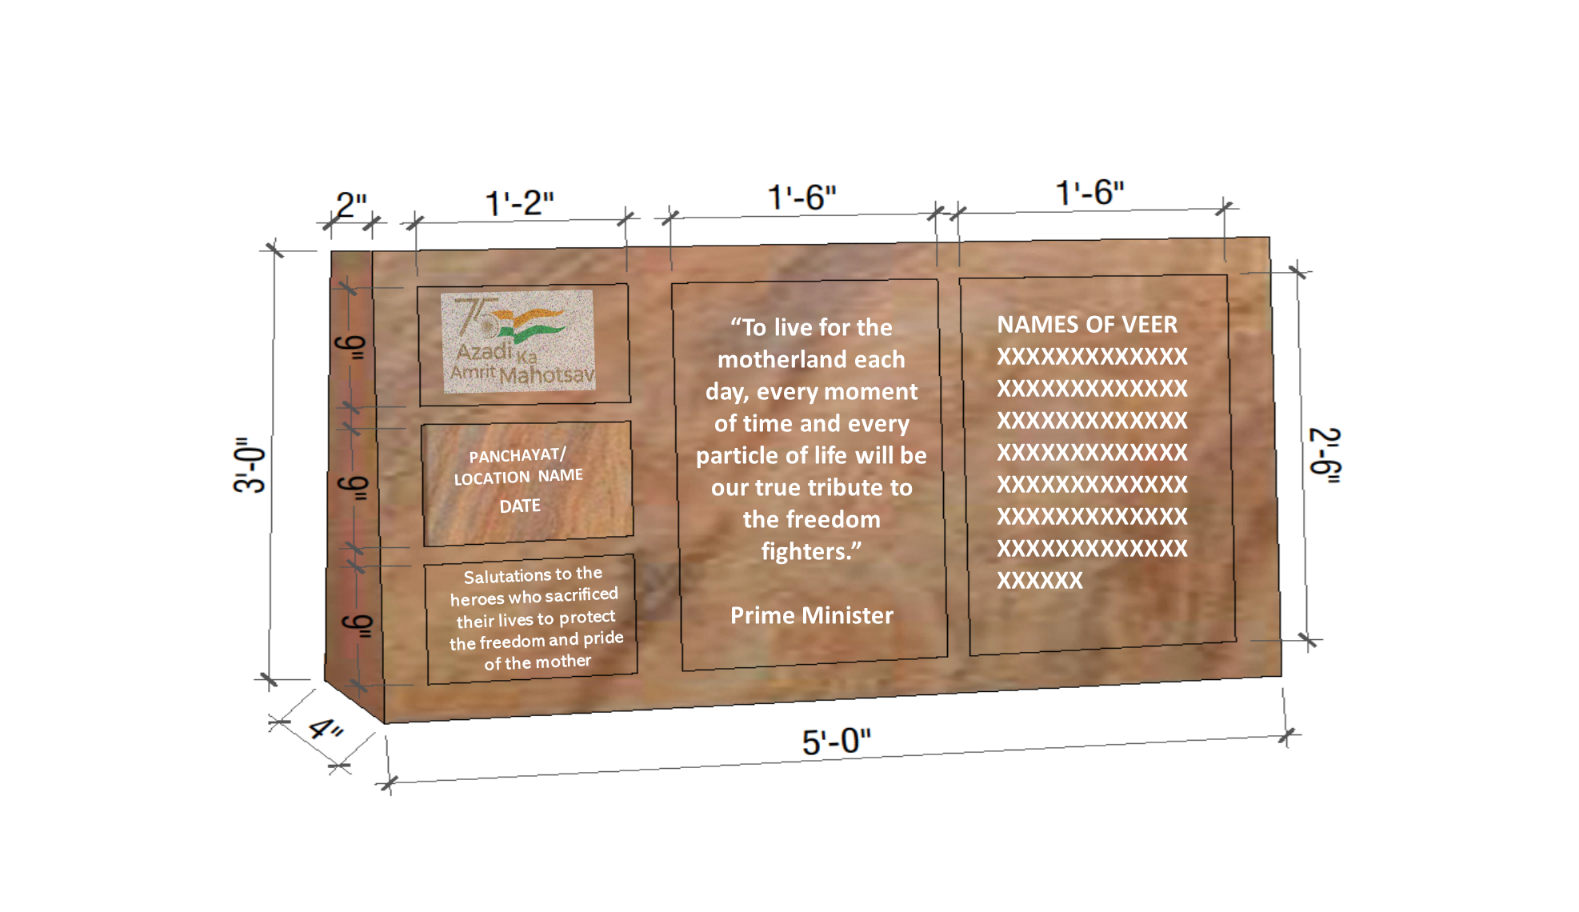 2"
1'-2"
1'-6"
1'-6"
3'-0"
6"
6"
6"
75
Azadi Ka
Amrit Mahotsav
PANCHAYAT/
LOCATION NAME
DATE
Salutations to the
heroes who sacrificed
their lives to protect
the freedom and pride
of the mother
“To live for the
motherland each
day, every moment
of time and every
particle of life will be
our true tribute to
the freedom
fighters.”
Prime Minister
NAMES OF VEER
XXXXXXXXXXXXX
XXXXXXXXXXXXX
XXXXXXXXXXXXX
XXXXXXXXXXXXX
XXXXXXXXXXXXX
XXXXXXXXXXXXX
XXXXXXXXXXXXX
XXXXXX
2'-6"
4"
5'-0"